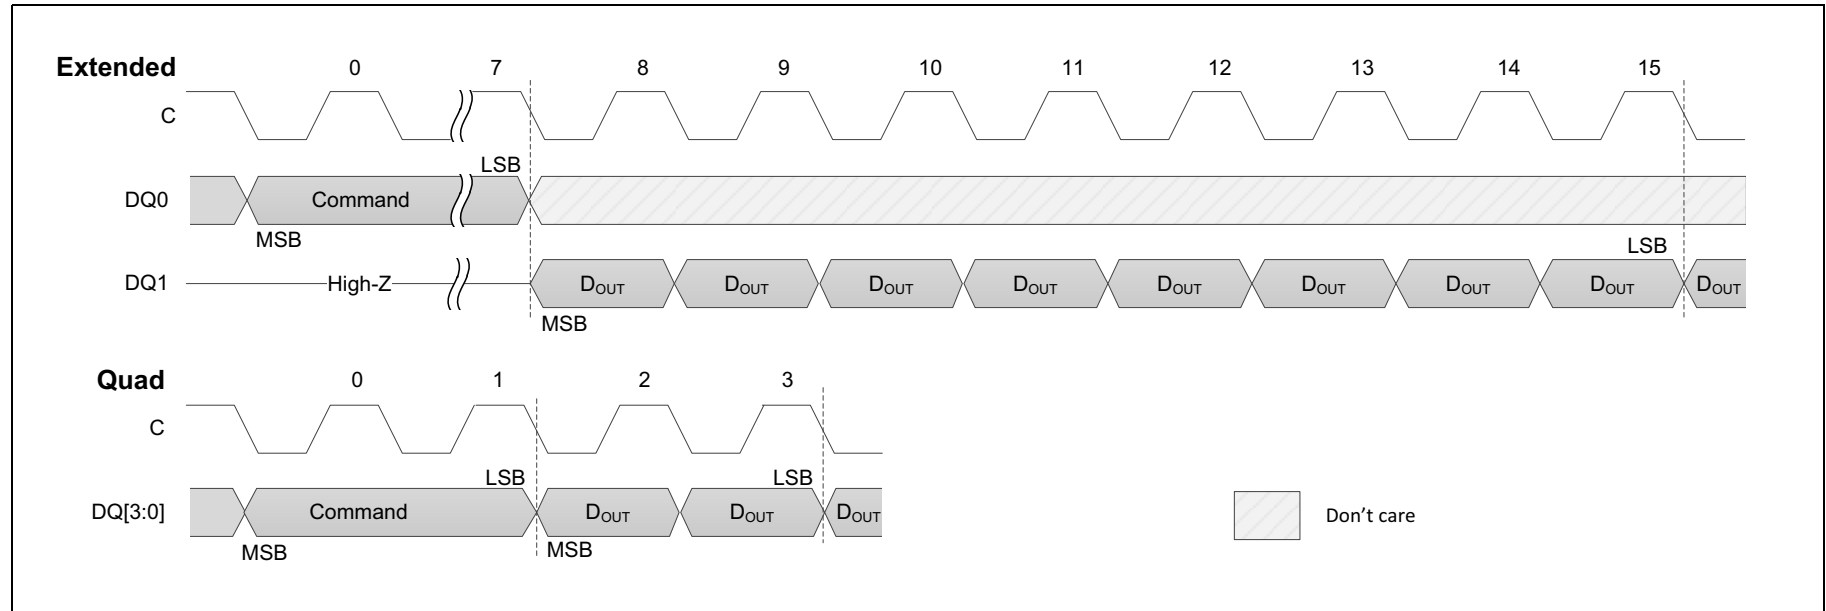 Extended 0 7 8 9 10 11 12 13 14 15
C
LSB
DQ0 Command
MSB
LSB
DQ1 High-Z DOUT DOUT DOUT DOUT DOUT DOUT DOUT DOUT DOUT
MSB
Quad 0 1 2 3
C
LSB LSB
DQ[3:0] Command DOUT DOUT DOUT Don’t care
MSB MSB